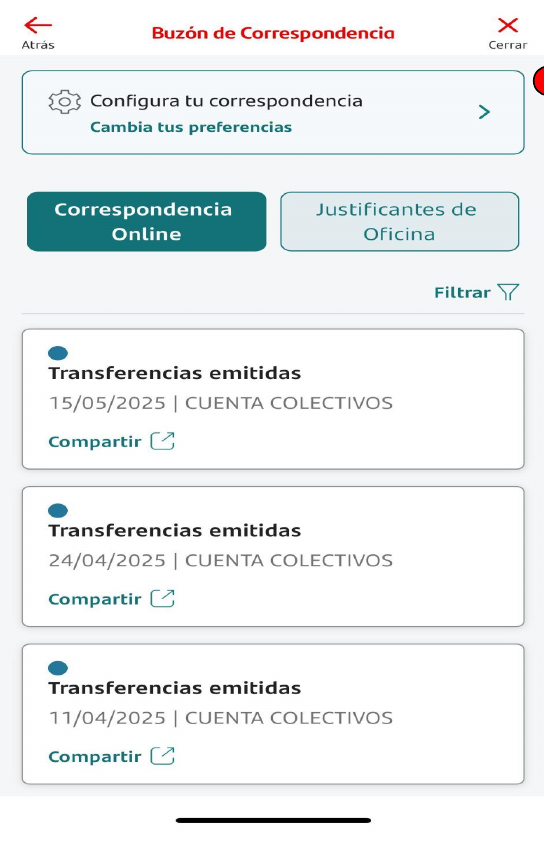 Atrás
Buzón de Correspondencia
Cerrar
Configura tu correspondencia
Cambia tus preferencias
Correspondencia
Online
Justificantes de
Oficina
Filtrar
Transferencias emitidas
15/05/2025 | CUENTA COLECTIVOS
Compartir
Transferencias emitidas
24/04/2025 | CUENTA COLECTIVOS
Compartir
Transferencias emitidas
11/04/2025 | CUENTA COLECTIVOS
Compartir